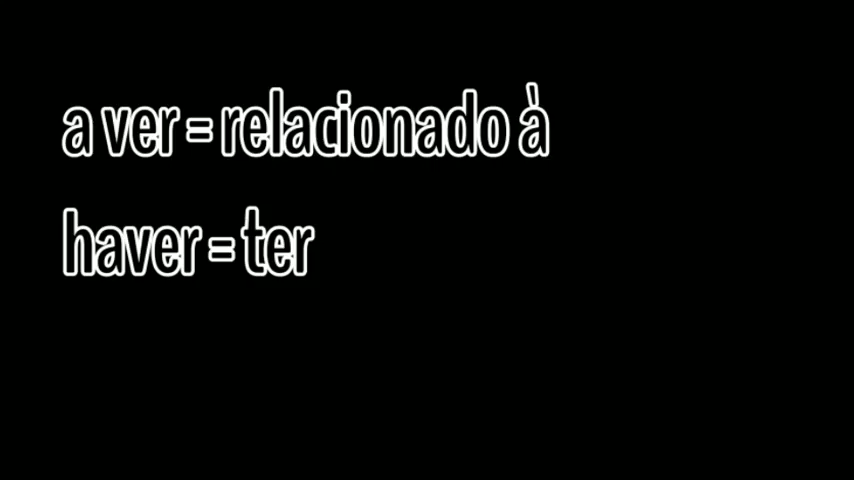 a ver = relacionado à
haver = ter